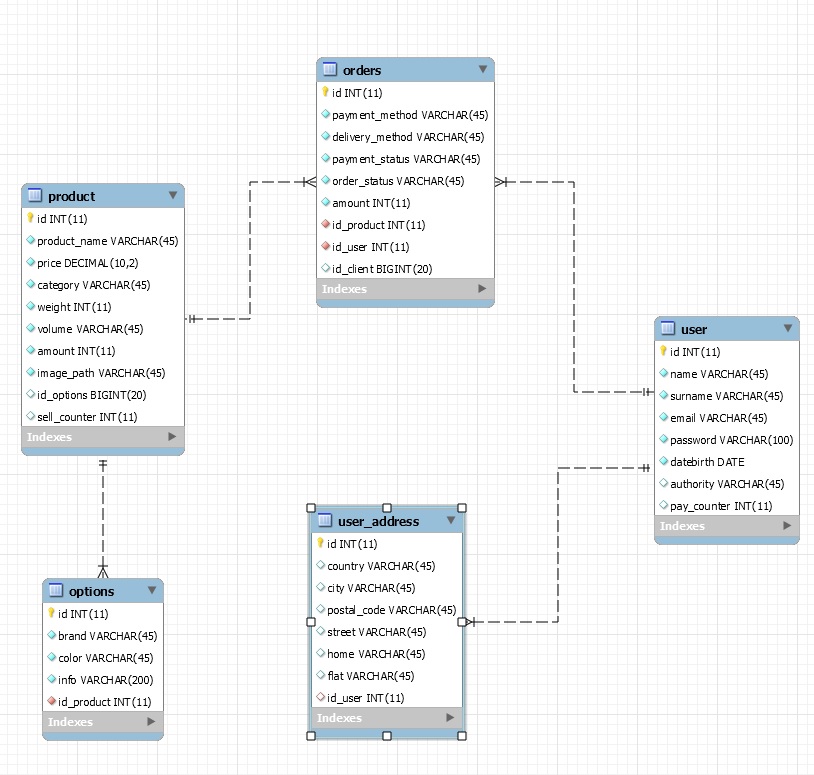 orders
id INT(11)
payment_method VARCHAR(45)
delivery_method VARCHAR(45)
payment_status VARCHAR(45)
order_status VARCHAR(45)
amount INT(11)
id_product INT(11)
id_user INT(11)
id_client BIGINT(20)
Indexes
product
id INT(11)
product_name VARCHAR(45)
price DECIMAL(10,2)
category VARCHAR(45)
weight INT(11)
volume VARCHAR(45)
amount INT(11)
image_path VARCHAR(45)
id_options BIGINT(20)
sell_counter INT(11)
Indexes
user
id INT(11)
name VARCHAR(45)
surname VARCHAR(45)
email VARCHAR(45)
password VARCHAR(100)
datebirth DATE
authority VARCHAR(45)
pay_counter INT(11)
Indexes
user_address
id INT(11)
country VARCHAR(45)
city VARCHAR(45)
postal_code VARCHAR(45)
street VARCHAR(45)
home VARCHAR(45)
flat VARCHAR(45)
id_user INT(11)
Indexes
options
id INT(11)
brand VARCHAR(45)
color VARCHAR(45)
info VARCHAR(200)
id_product INT(11)
Indexes